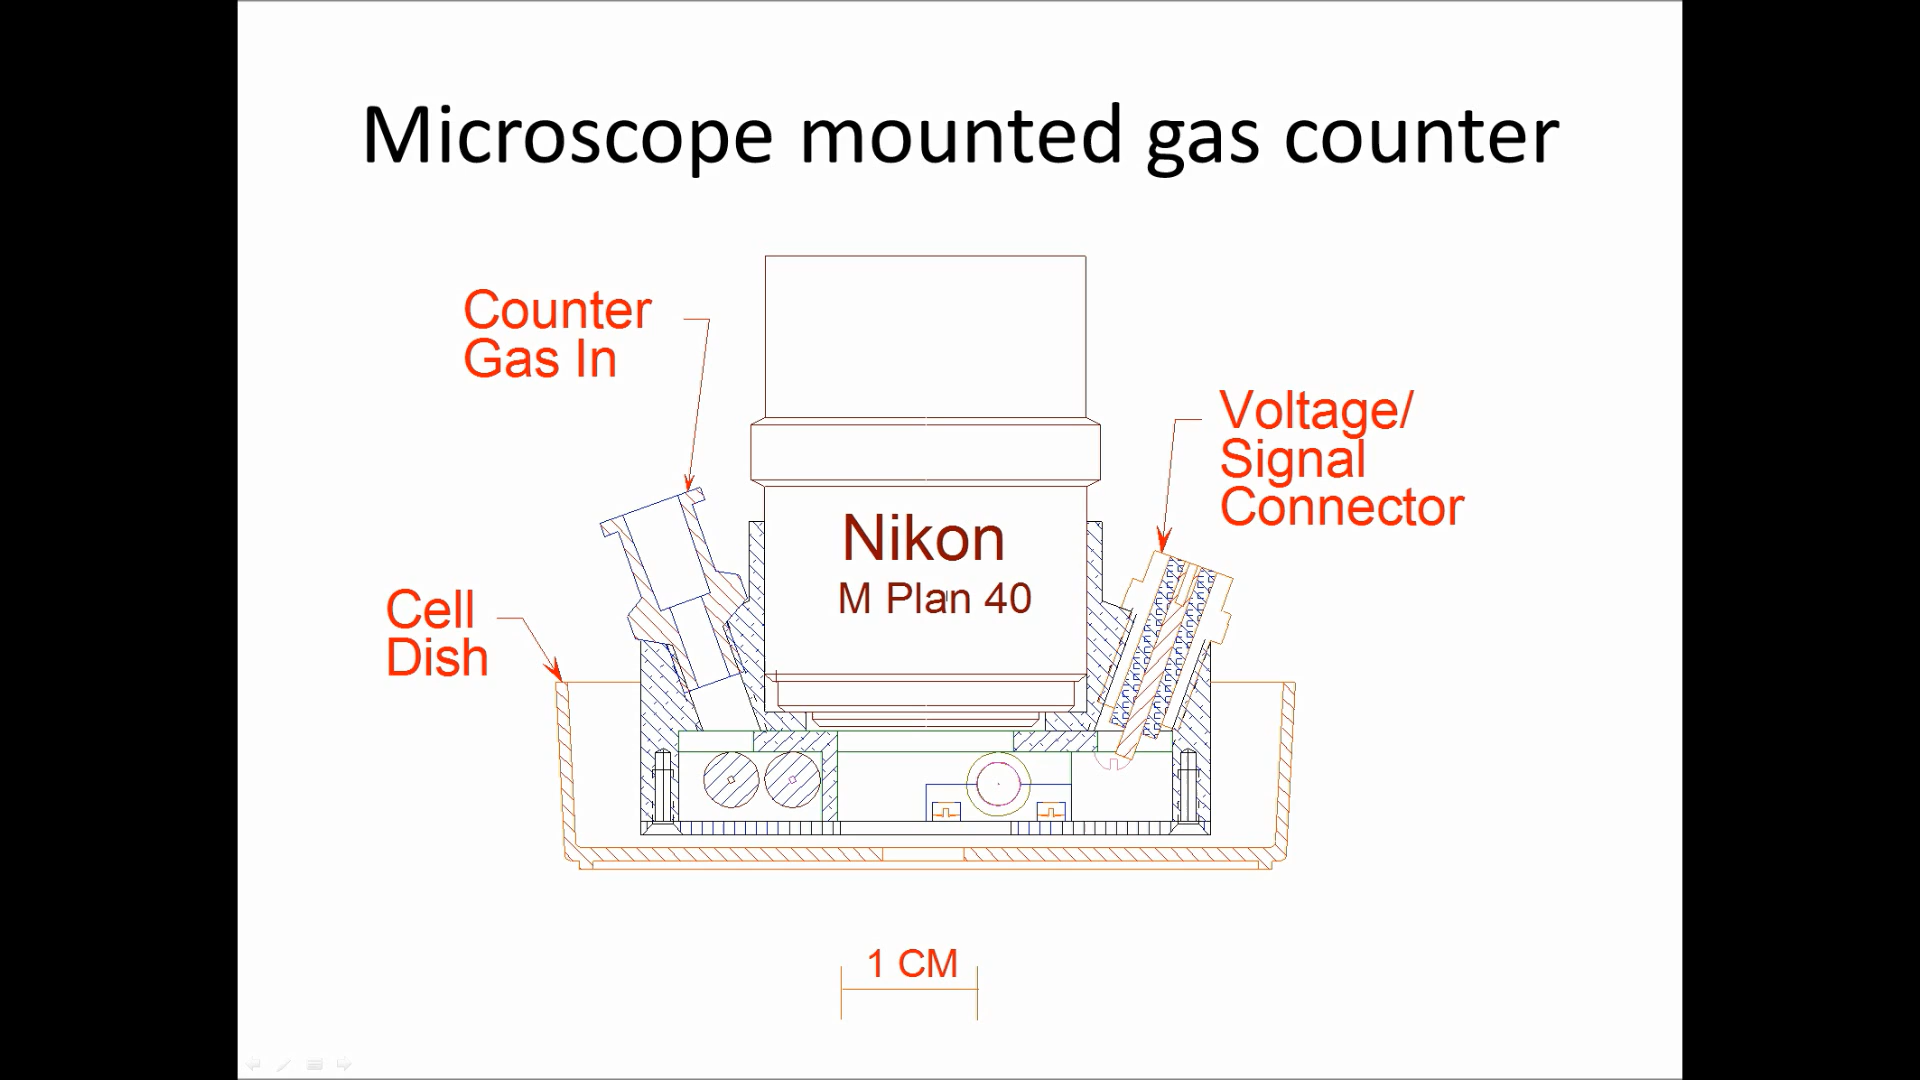 Microscope mounted gas counter
Counter
Gas In
Voltage/
Signal
Connector
Nikon
M Plan 40
Cell
Dish
1 CM